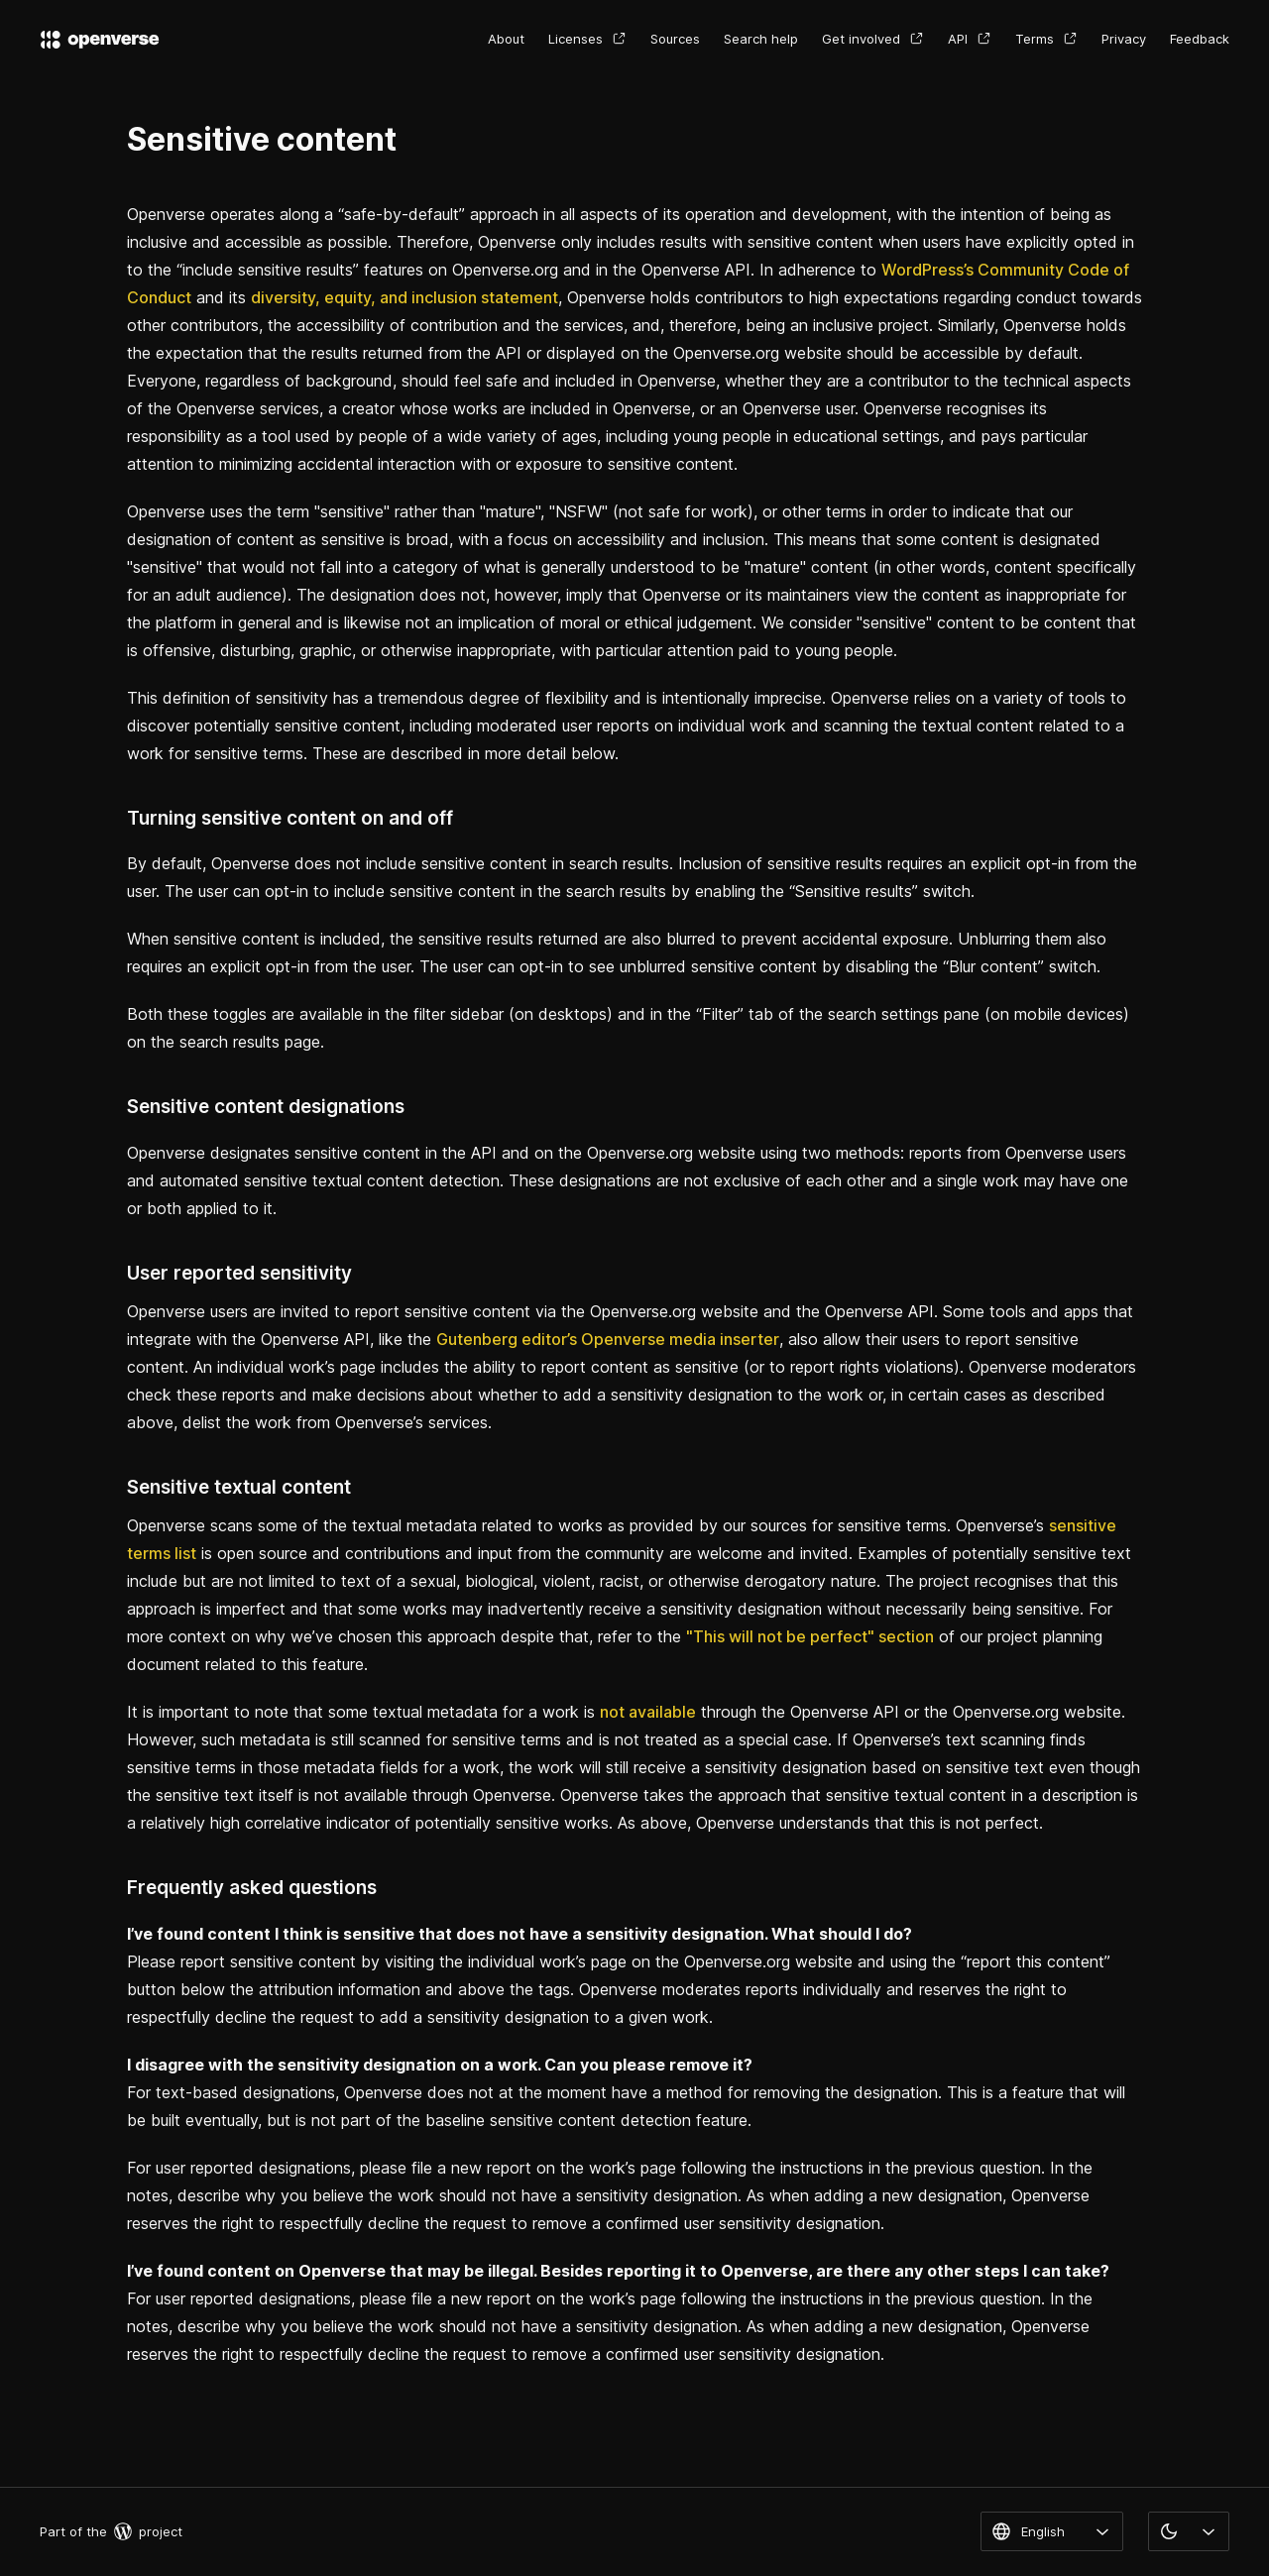 openverse
About Licenses Sources Search help Get involved API Terms Privacy Feedback
Sensitive content
Openverse operates along a “safe-by-default” approach in all aspects of its operation and development, with the intention of being as
inclusive and accessible as possible. Therefore, Openverse only includes results with sensitive content when users have explicitly opted in
to the “include sensitive results” features on Openverse.org and in the Openverse API. In adherence to WordPress’s Community Code of
Conduct and its diversity, equity, and inclusion statement, Openverse holds contributors to high expectations regarding conduct towards
other contributors, the accessibility of contribution and the services, and, therefore, being an inclusive project. Similarly, Openverse holds
the expectation that the results returned from the API or displayed on the Openverse.org website should be accessible by default.
Everyone, regardless of background, should feel safe and included in Openverse, whether they are a contributor to the technical aspects
of the Openverse services, a creator whose works are included in Openverse, or an Openverse user. Openverse recognises its
responsibility as a tool used by people of a wide variety of ages, including young people in educational settings, and pays particular
attention to minimizing accidental interaction with or exposure to sensitive content.
Openverse uses the term "sensitive" rather than "mature", "NSFW" (not safe for work), or other terms in order to indicate that our
designation of content as sensitive is broad, with a focus on accessibility and inclusion. This means that some content is designated
"sensitive" that would not fall into a category of what is generally understood to be "mature" content (in other words, content specifically
for an adult audience). The designation does not, however, imply that Openverse or its maintainers view the content as inappropriate for
the platform in general and is likewise not an implication of moral or ethical judgement. We consider "sensitive" content to be content that
is offensive, disturbing, graphic, or otherwise inappropriate, with particular attention paid to young people.
This definition of sensitivity has a tremendous degree of flexibility and is intentionally imprecise. Openverse relies on a variety of tools to
discover potentially sensitive content, including moderated user reports on individual work and scanning the textual content related to a
work for sensitive terms. These are described in more detail below.
Turning sensitive content on and off
By default, Openverse does not include sensitive content in search results. Inclusion of sensitive results requires an explicit opt-in from the
user. The user can opt-in to include sensitive content in the search results by enabling the “Sensitive results” switch.
When sensitive content is included, the sensitive results returned are also blurred to prevent accidental exposure. Unblurring them also
requires an explicit opt-in from the user. The user can opt-in to see unblurred sensitive content by disabling the “Blur content” switch.
Both these toggles are available in the filter sidebar (on desktops) and in the “Filter” tab of the search settings pane (on mobile devices)
on the search results page.
Sensitive content designations
Openverse designates sensitive content in the API and on the Openverse.org website using two methods: reports from Openverse users
and automated sensitive textual content detection. These designations are not exclusive of each other and a single work may have one
or both applied to it.
User reported sensitivity
Openverse users are invited to report sensitive content via the Openverse.org website and the Openverse API. Some tools and apps that
integrate with the Openverse API, like the Gutenberg editor’s Openverse media inserter, also allow their users to report sensitive
content. An individual work’s page includes the ability to report content as sensitive (or to report rights violations). Openverse moderators
check these reports and make decisions about whether to add a sensitivity designation to the work or, in certain cases as described
above, delist the work from Openverse’s services.
Sensitive textual content
Openverse scans some of the textual metadata related to works as provided by our sources for sensitive terms. Openverse’s sensitive
terms list is open source and contributions and input from the community are welcome and invited. Examples of potentially sensitive text
include but are not limited to text of a sexual, biological, violent, racist, or otherwise derogatory nature. The project recognises that this
approach is imperfect and that some works may inadvertently receive a sensitivity designation without necessarily being sensitive. For
more context on why we’ve chosen this approach despite that, refer to the "This will not be perfect" section of our project planning
document related to this feature.
It is important to note that some textual metadata for a work is not available through the Openverse API or the Openverse.org website.
However, such metadata is still scanned for sensitive terms and is not treated as a special case. If Openverse’s text scanning finds
sensitive terms in those metadata fields for a work, the work will still receive a sensitivity designation based on sensitive text even though
the sensitive text itself is not available through Openverse. Openverse takes the approach that sensitive textual content in a description is
a relatively high correlative indicator of potentially sensitive works. As above, Openverse understands that this is not perfect.
Frequently asked questions
I’ve found content I think is sensitive that does not have a sensitivity designation. What should I do?
Please report sensitive content by visiting the individual work’s page on the Openverse.org website and using the “report this content”
button below the attribution information and above the tags. Openverse moderates reports individually and reserves the right to
respectfully decline the request to add a sensitivity designation to a given work.
I disagree with the sensitivity designation on a work. Can you please remove it?
For text-based designations, Openverse does not at the moment have a method for removing the designation. This is a feature that will
be built eventually, but is not part of the baseline sensitive content detection feature.
For user reported designations, please file a new report on the work’s page following the instructions in the previous question. In the
notes, describe why you believe the work should not have a sensitivity designation. As when adding a new designation, Openverse
reserves the right to respectfully decline the request to remove a confirmed user sensitivity designation.
I’ve found content on Openverse that may be illegal. Besides reporting it to Openverse, are there any other steps I can take?
For user reported designations, please file a new report on the work’s page following the instructions in the previous question. In the
notes, describe why you believe the work should not have a sensitivity designation. As when adding a new designation, Openverse
reserves the right to respectfully decline the request to remove a confirmed user sensitivity designation.
Part of the project
English